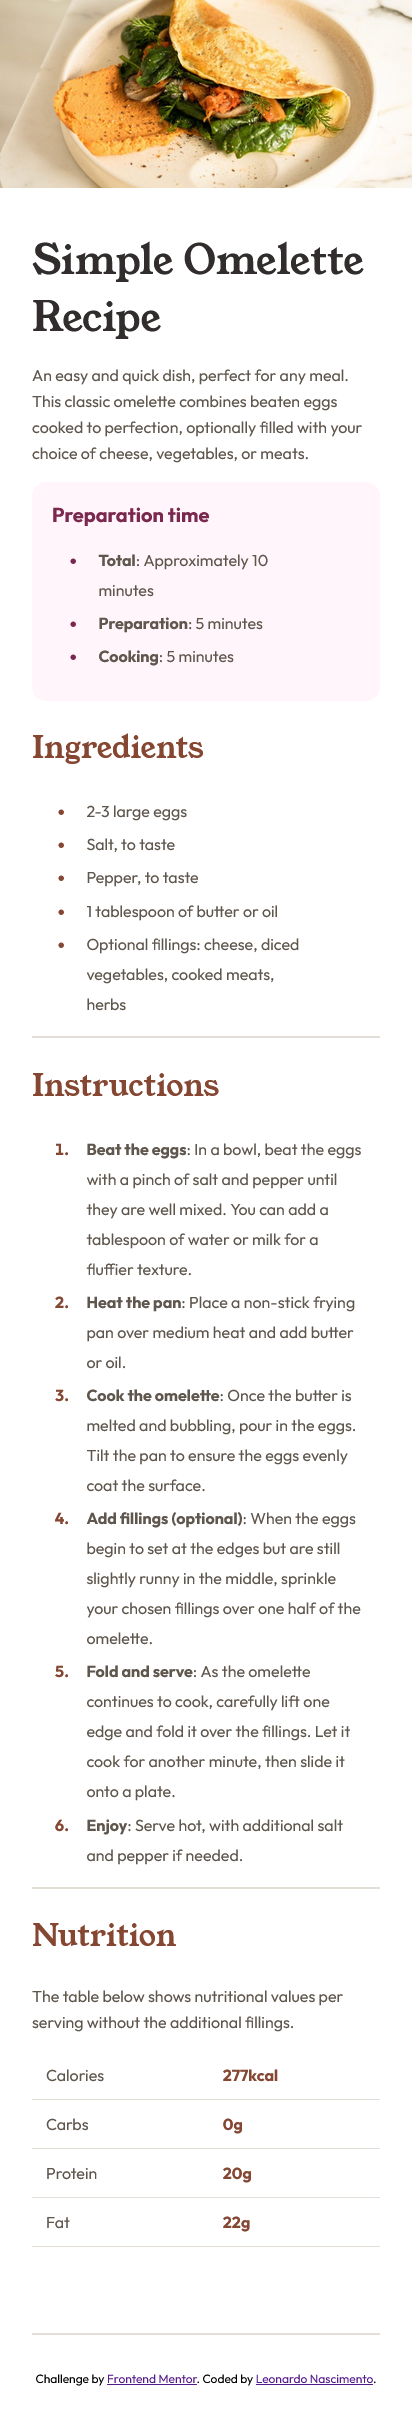 Simple Omelette
Recipe
An easy and quick dish, perfect for any meal.
This classic omelette combines beaten eggs
cooked to perfection, optionally filled with your
choice of cheese, vegetables, or meats.
Preparation time
• Total: Approximately 10
minutes
• Preparation: 5 minutes
• Cooking: 5 minutes
Ingredients
• 2-3 large eggs
• Salt, to taste
• Pepper, to taste
• 1 tablespoon of butter or oil
• Optional fillings: cheese, diced
vegetables, cooked meats,
herbs
Instructions
1. Beat the eggs: In a bowl, beat the eggs
with a pinch of salt and pepper until
they are well mixed. You can add a
tablespoon of water or milk for a
fluffier texture.
2. Heat the pan: Place a non-stick frying
pan over medium heat and add butter
or oil.
3. Cook the omelette: Once the butter is
melted and bubbling, pour in the eggs.
Tilt the pan to ensure the eggs evenly
coat the surface.
4. Add fillings (optional): When the eggs
begin to set at the edges but are still
slightly runny in the middle, sprinkle
your chosen fillings over one half of the
omelette.
5. Fold and serve: As the omelette
continues to cook, carefully lift one
edge and fold it over the fillings. Let it
cook for another minute, then slide it
onto a plate.
6. Enjoy: Serve hot, with additional salt
and pepper if needed.
Nutrition
The table below shows nutritional values per
serving without the additional fillings.
Calories 277kcal
Carbs 0g
Protein 20g
Fat 22g
Challenge by Frontend Mentor. Coded by Leonardo Nascimento.